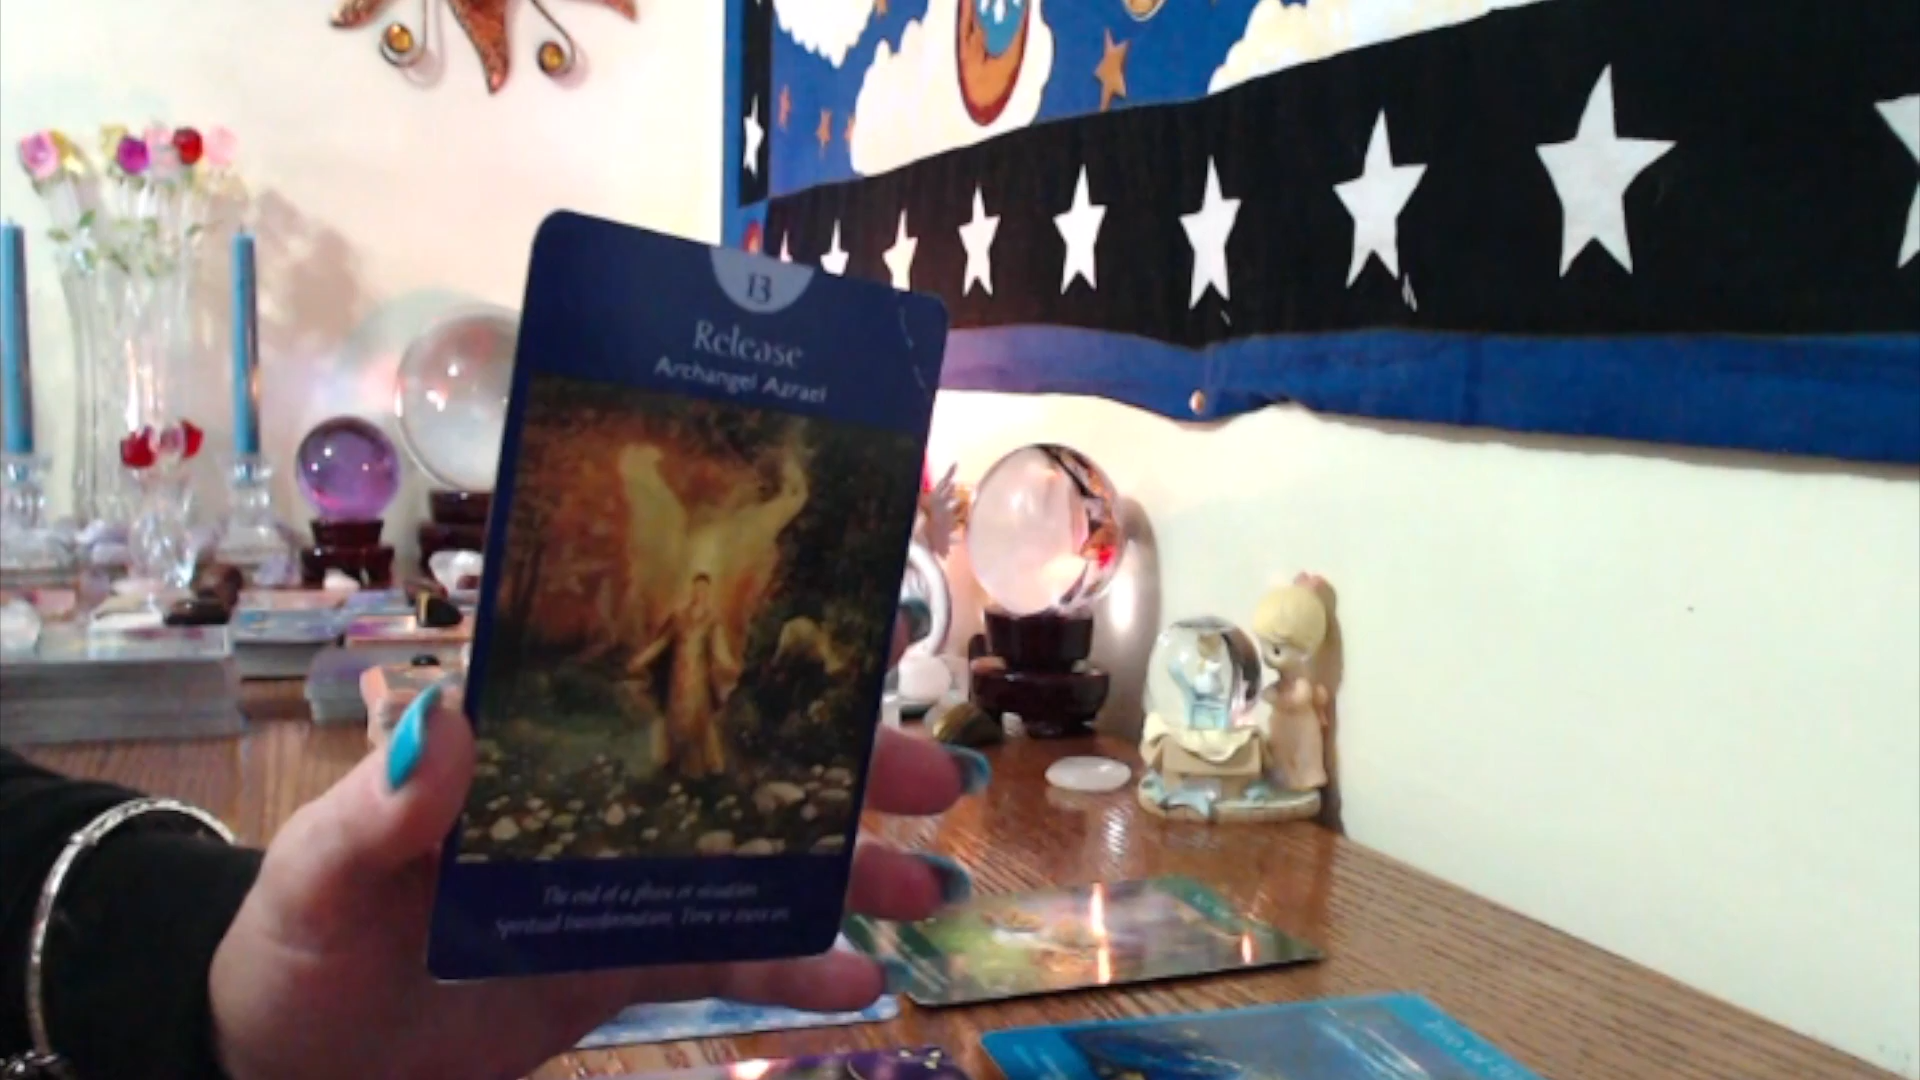 13
Release
Archangel Azrael
The end of a phase or situation.
Spiritual transformation. Time to move on.